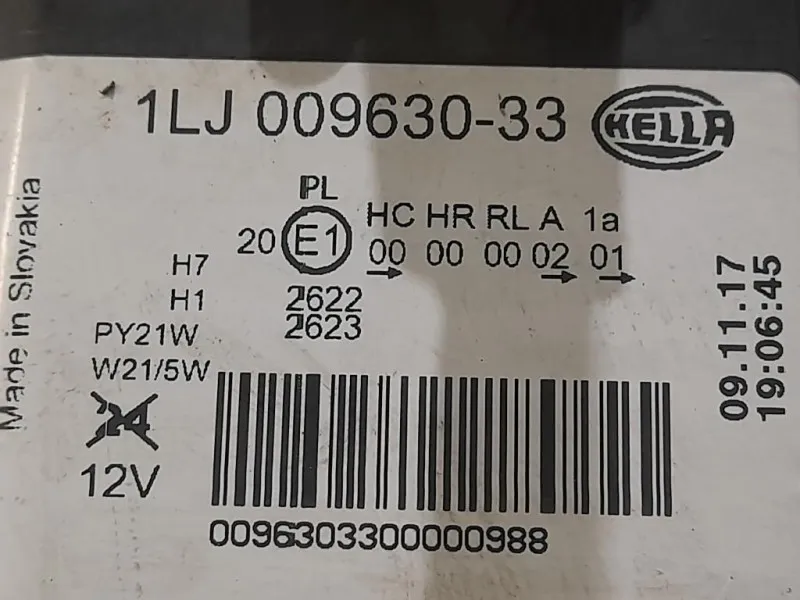 1LJ 009630-33 HELLA
PL
20 E1 HC HR RL A 1a
00 00 00 02 01
H7
H1 2622
PY21W 2623
W21/5W
24
12V
0096303300000988
Made in Slovakia
09.11.17
19:06:45